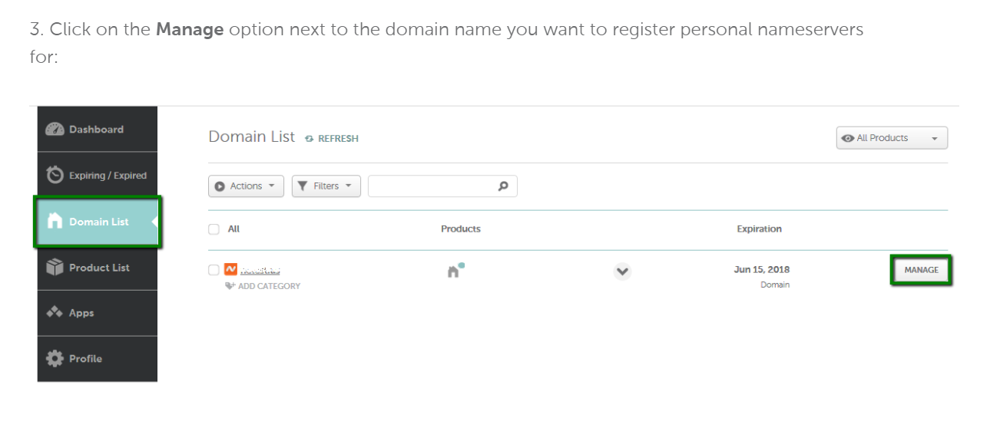 3. Click on the Manage option next to the domain name you want to register personal nameservers
for:
Dashboard
Expiring / Expired
Domain List
Product List
Apps
Profile
Domain List REFRESH
All Products
Actions
Filters
All Products Expiration
Jun 15, 2018 MANAGE
ADD CATEGORY Domain